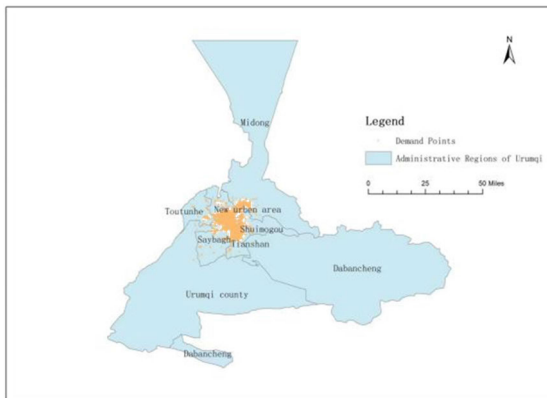 N
Midong
Legend
Demand Points
Administrative Regions of Urumqi
0 25 50 Miles
Toutunhe
New urben area
Shuimogou
Saybagh
Tianshan
Dabancheng
Urumqi county
Dabancheng